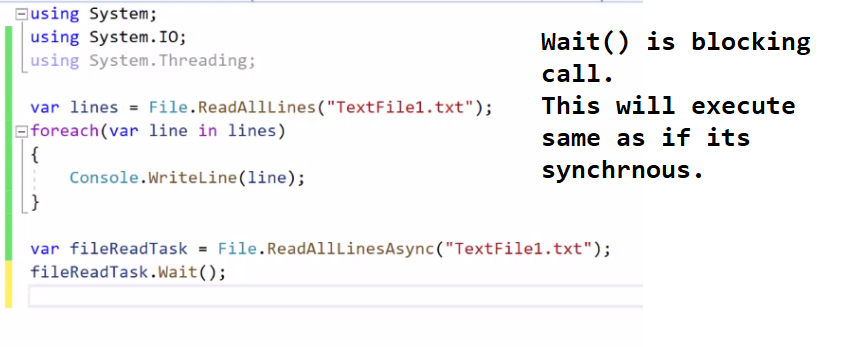 using System;
using System.IO;
using System.Threading;
var lines = File.ReadAllLines("TextFile1.txt");
foreach(var line in lines)
{
Console.WriteLine(line);
}
var fileReadTask = File.ReadAllLinesAsync("TextFile1.txt");
fileReadTask.Wait();
Wait() is blocking
call.
This will execute
same as if its
synchrnous.